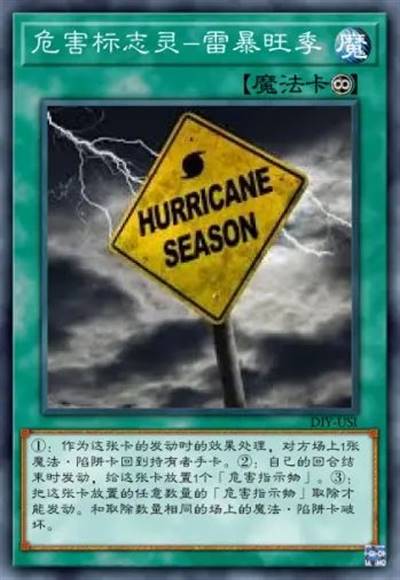 危害标志灵-雷暴旺季
魔
【魔法卡】
HURRICANE
SEASON
DIY-USI
①：作为这张卡的发动时的效果处理，对方场上1张
魔法·陷阱卡回到持有者手卡。②：自己的回合结
束时发动，给这张卡放置1个「危害指示物」。③：
把这张卡放置的任意数量的「危害指示物」取除才
能发动。和取除数量相同的场上的魔法·陷阱卡破
坏。